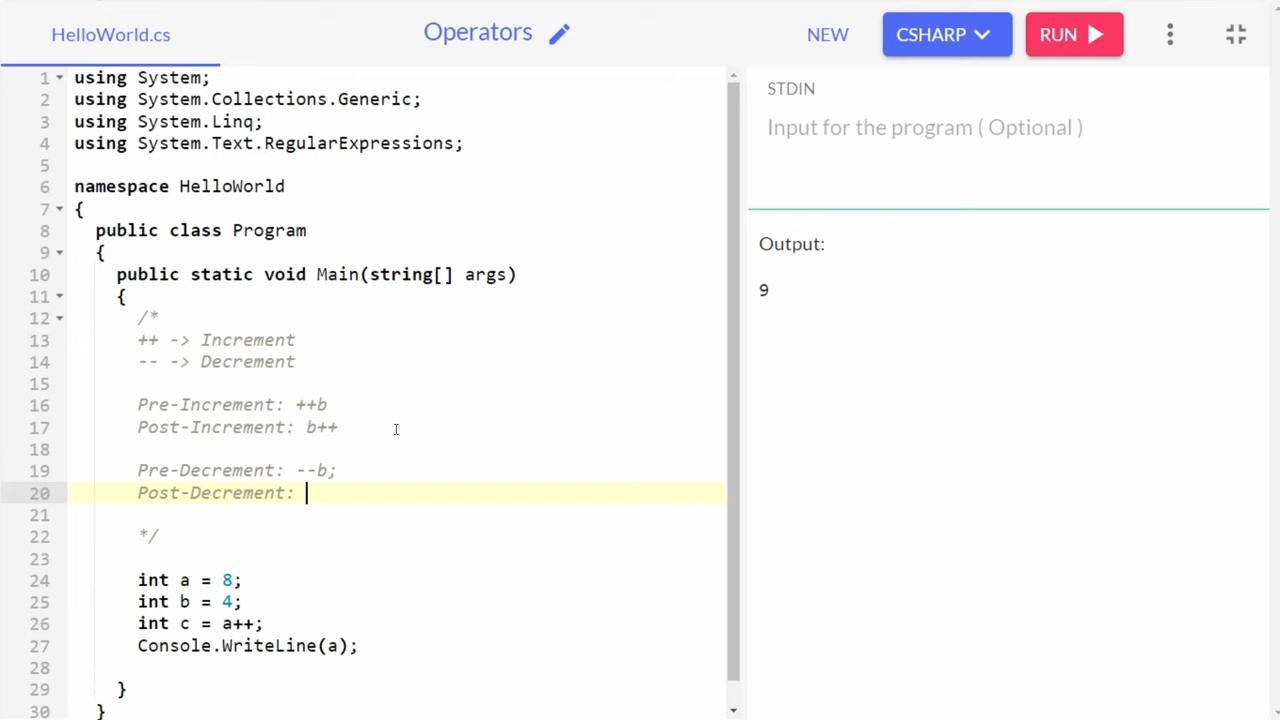 HelloWorld.cs
Operators
NEW
CSHARP
RUN
1 using System;
2 using System.Collections.Generic;
3 using System.Linq;
4 using System.Text.RegularExpressions;
5
6 namespace HelloWorld
7 {
8 public class Program
9 {
10 public static void Main(string[] args)
11 {
12 /*
13 ++ -> Increment
14 -- -> Decrement
15
16 Pre-Increment: ++b
17 Post-Increment: b++
18
19 Pre-Decrement: --b;
20 Post-Decrement:
21
22 */
23
24 int a = 8;
25 int b = 4;
26 int c = a++;
27 Console.WriteLine(a);
28
29 }
30 }
STDIN
Input for the program ( Optional )
Output:
9